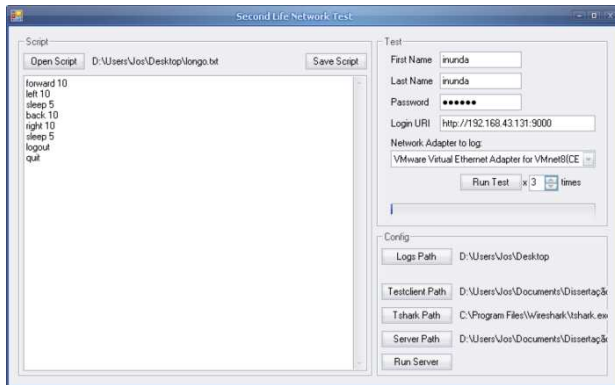 Second Life Network Test
Script
Open Script D:\Users\Jos\Desktop\longo.txt Save Script
forward 10
left 10
sleep 5
back 10
right 10
sleep 5
logout
quit
Test
First Name inunda
Last Name inunda
Password ••••••
Login URI http://192.168.43.131:9000
Network Adapter to log:
VMware Virtual Ethernet Adapter for VMnet8(CE
Run Test x 3 times
Config
Logs Path D:\Users\Jos\Desktop
Testclient Path D:\Users\Jos\Documents\Dissertaçã
Tshark Path C:\Program Files\Wireshark\tshark.ex
Server Path D:\Users\Jos\Documents\Dissertaçã
Run Server